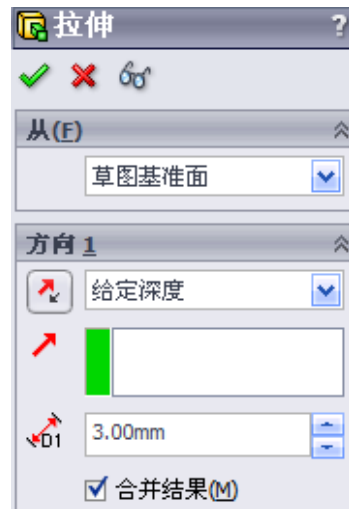 拉伸 ?
从(F)
草图基准面
方向 1
给定深度
D1 3.00mm
合并结果(M)